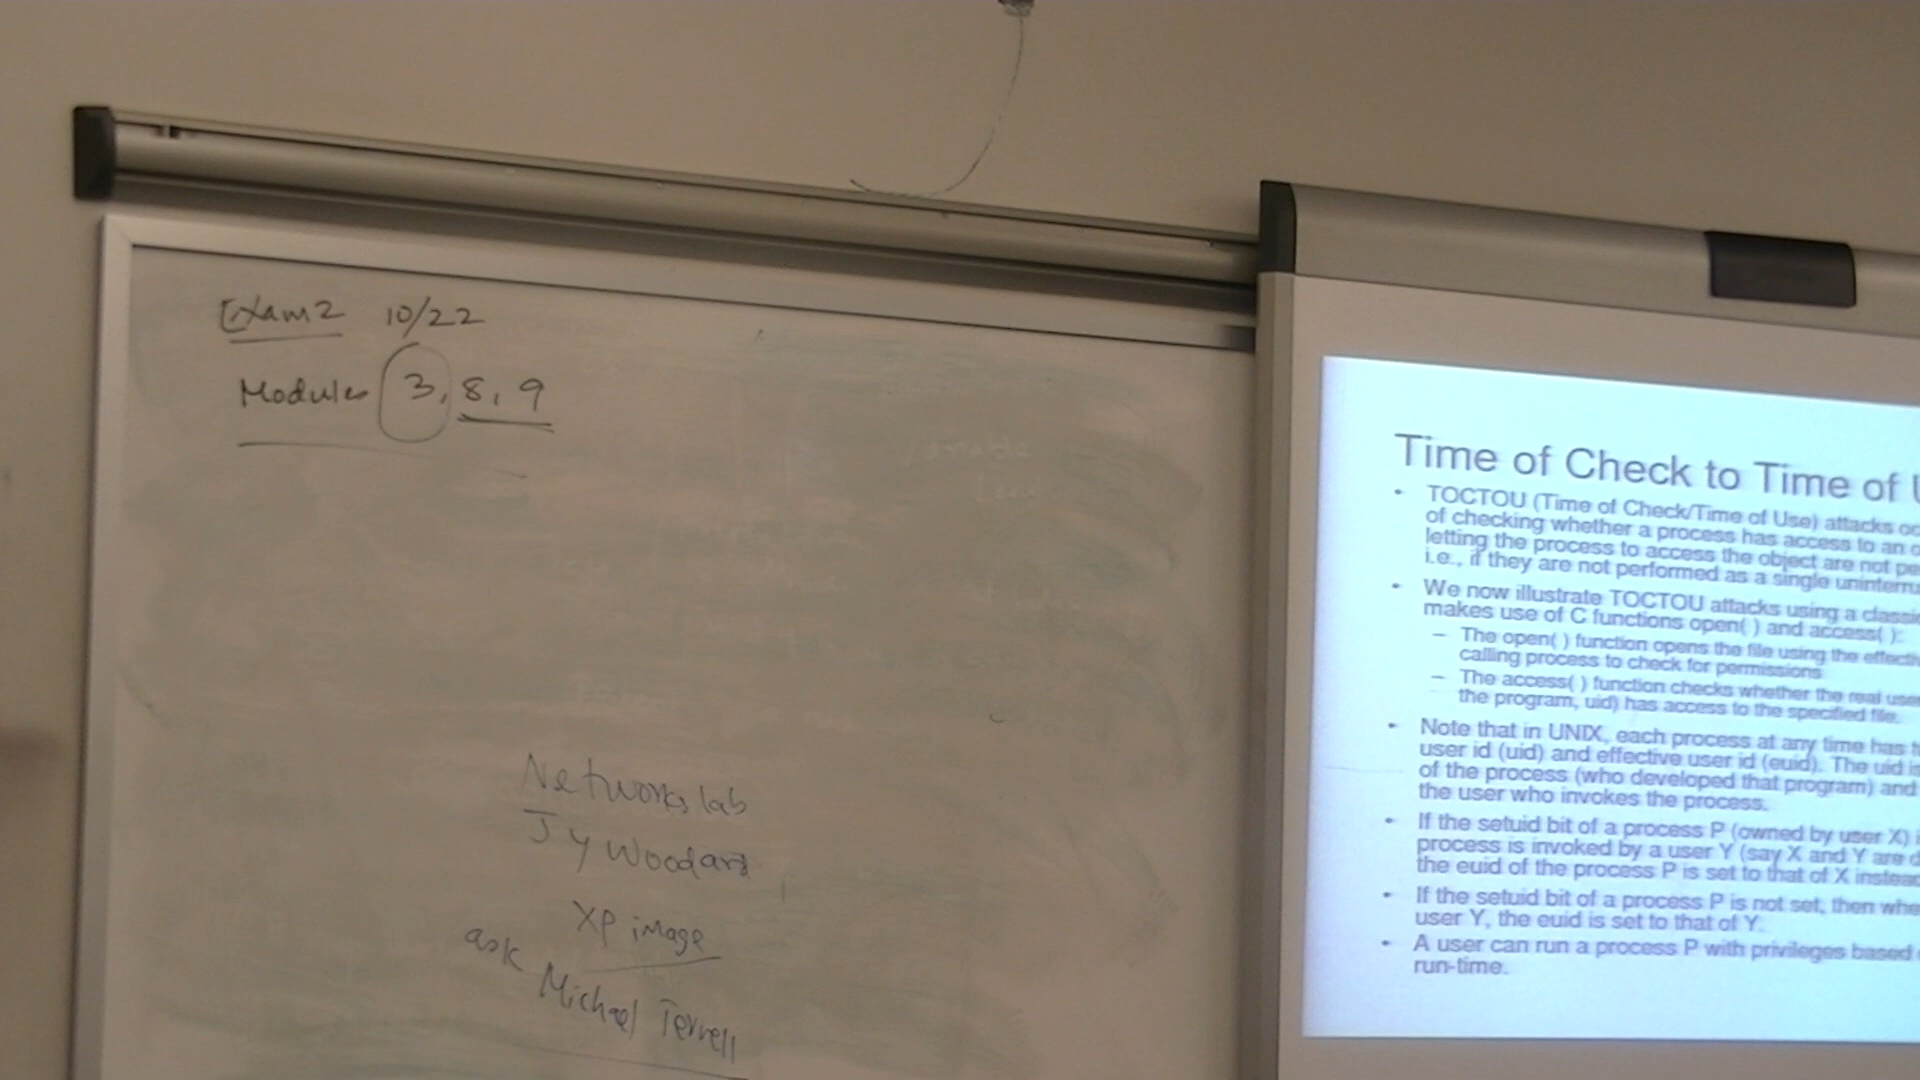 Exam 2 10/22
Modules 3, 8, 9
Networks lab
J Y Woodard
XP image
ask Michael Terrell
Time of Check to Time of
• TOCTOU (Time of Check/Time of Use) attacks
of checking whether a process has access to an
letting the process to access the object are not
i.e., if they are not performed as a single
• We now illustrate TOCTOU attacks using a
makes use of C functions open( ) and access( ):
– The open( ) function opens the file using the
calling process to check for permissions
– The access( ) function checks whether the real
the program, uid) has access to the specified file.
• Note that in UNIX, each process at any time has
user id (uid) and effective user id (euid). The uid is
of the process (who developed that program) and
the user who invokes the process.
• If the setuid bit of a process P (owned by user X)
process is invoked by a user Y (say X and Y are
the euid of the process P is set to that of X
• If the setuid bit of a process P is not set, then
user Y, the euid is set to that of Y.
• A user can run a process P with privileges based
run-time.